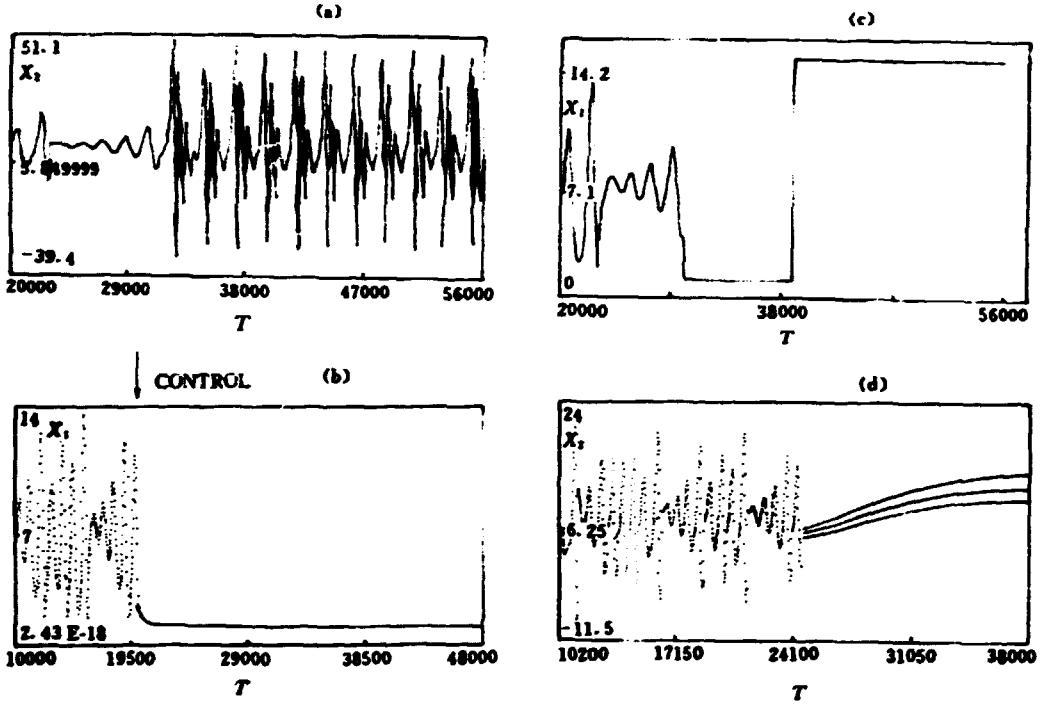 (a)
51.1
X₂
5.849999
-39.4
20000 29000 38000 47000 56000
T
(c)
14.2
X₁
7.1
0
20000 38000 56000
T
CONTROL
(b)
14 X₁
7
2.43 E-18
10000 19500 29000 38500 48000
T
(d)
24
X₂
6.25
-11.5
10200 17150 24100 31050 38000
T